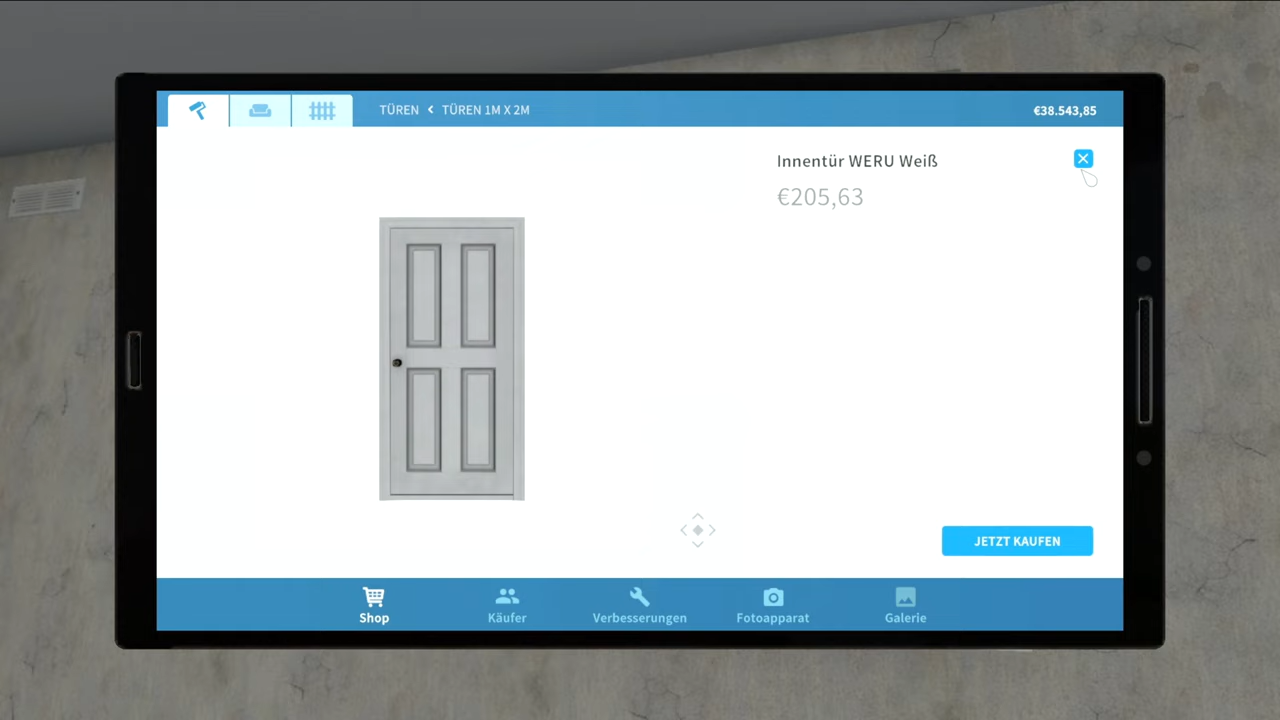 TÜREN < TÜREN 1M X 2M
€38.543,85
Innentür WERU Weiß
€205,63
JETZT KAUFEN
Shop
Käufer
Verbesserungen
Fotoapparat
Galerie